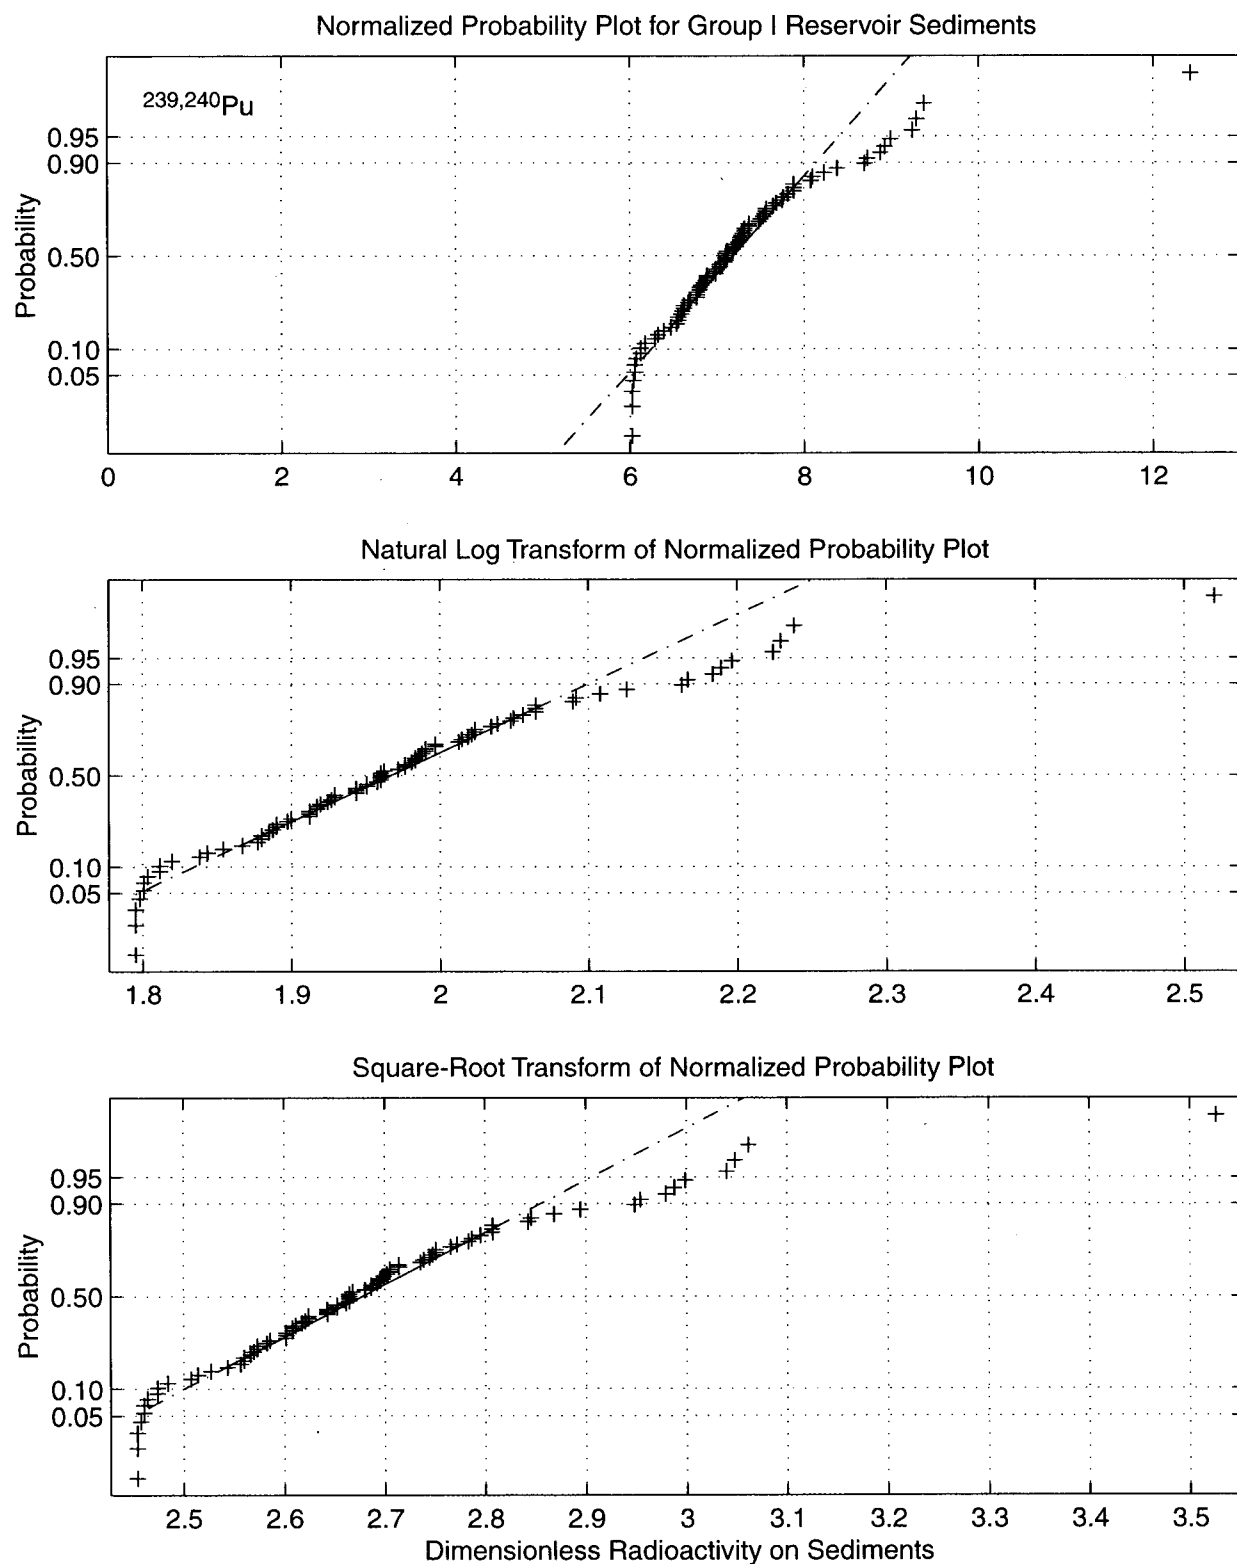 Normalized Probability Plot for Group I Reservoir Sediments
239,240Pu
0.95
0.90
0.50
0.10
0.05
Probability
0 2 4 6 8 10 12
Natural Log Transform of Normalized Probability Plot
0.95
0.90
0.50
0.10
0.05
Probability
1.8 1.9 2 2.1 2.2 2.3 2.4 2.5
Square-Root Transform of Normalized Probability Plot
0.95
0.90
0.50
0.10
0.05
Probability
2.5 2.6 2.7 2.8 2.9 3 3.1 3.2 3.3 3.4 3.5
Dimensionless Radioactivity on Sediments